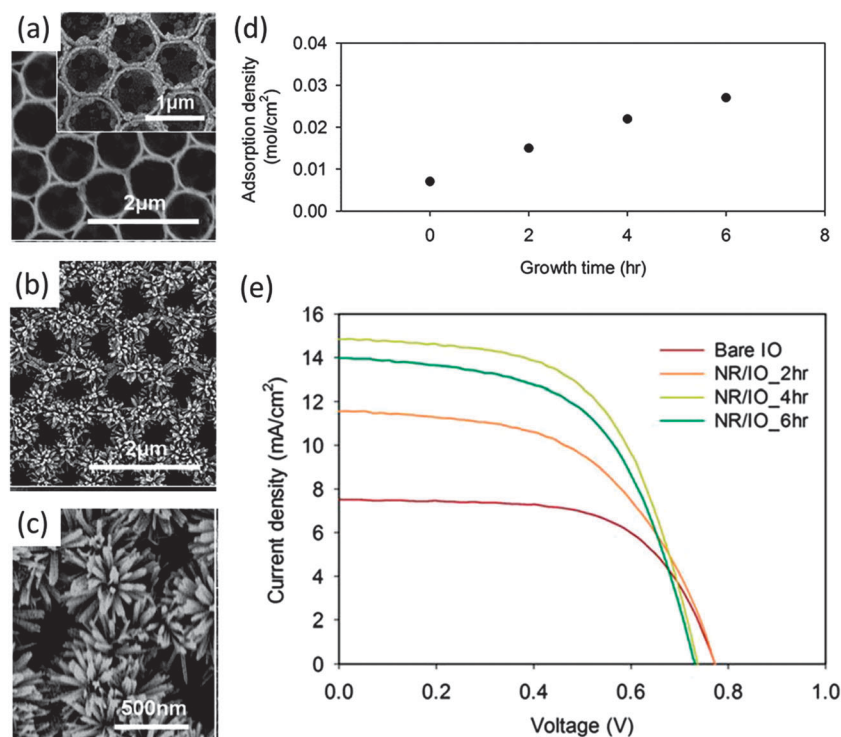 (a)
1μm
2μm
(b)
2μm
(c)
500nm
(d)
Adsorption density
(mol/cm²)
0.04
0.03
0.02
0.01
0.00
0 2 4 6 8
Growth time (hr)
(e)
Current density (mA/cm²)
16
14
12
10
8
6
4
2
0
Bare IO
NR/IO_2hr
NR/IO_4hr
NR/IO_6hr
0.0 0.2 0.4 0.6 0.8 1.0
Voltage (V)